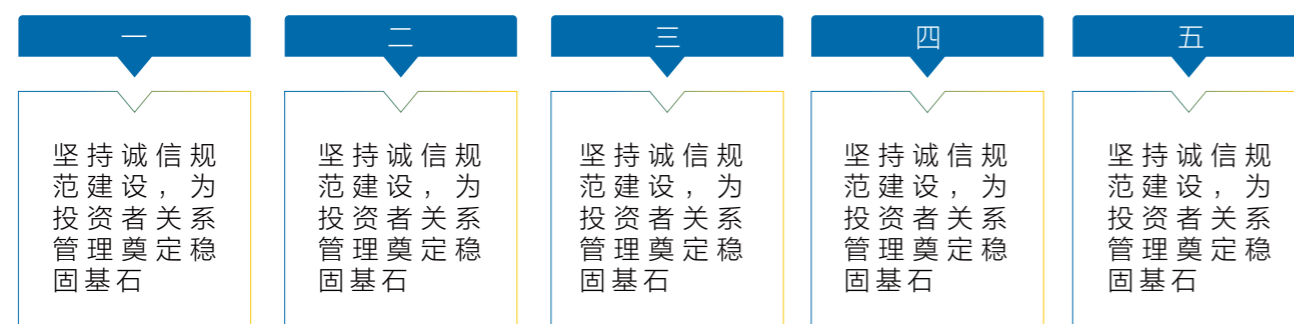 一
坚持诚信规
范建设，为
投资者关系
管理奠定稳
固基石
二
坚持诚信规
范建设，为
投资者关系
管理奠定稳
固基石
三
坚持诚信规
范建设，为
投资者关系
管理奠定稳
固基石
四
坚持诚信规
范建设，为
投资者关系
管理奠定稳
固基石
五
坚持诚信规
范建设，为
投资者关系
管理奠定稳
固基石